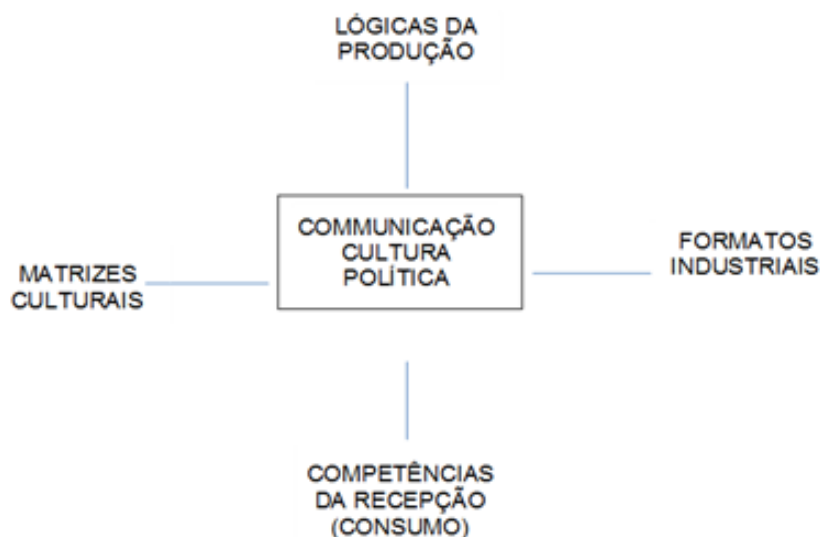 LÓGICAS DA
PRODUÇÃO
COMMUNICAÇÃO
CULTURA
POLÍTICA
MATRIZES
CULTURAIS
FORMATOS
INDUSTRIAIS
COMPETÊNCIAS
DA RECEPÇÃO
(CONSUMO)